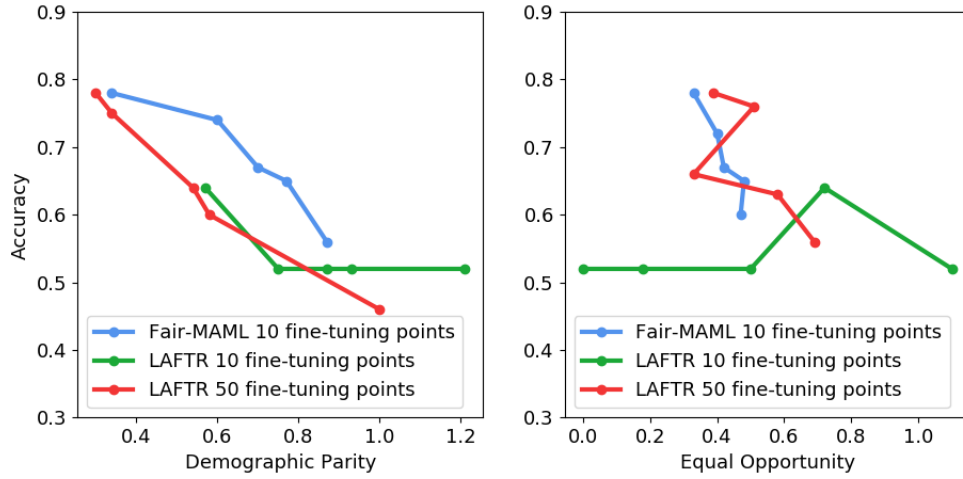 0.9
0.8
0.7
0.6
0.5
0.4
0.3
Accuracy
0.4 0.6 0.8 1.0 1.2
Demographic Parity
Fair-MAML 10 fine-tuning points
LAFTR 10 fine-tuning points
LAFTR 50 fine-tuning points
0.9
0.8
0.7
0.6
0.5
0.4
0.3
0.0 0.2 0.4 0.6 0.8 1.0
Equal Opportunity
Fair-MAML 10 fine-tuning points
LAFTR 10 fine-tuning points
LAFTR 50 fine-tuning points